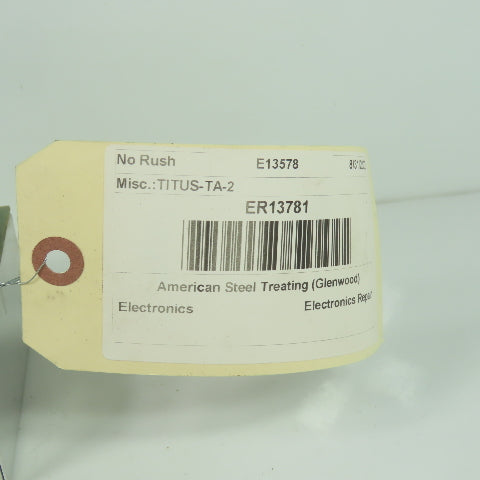 No Rush E13578
Misc.:TITUS-TA-2
ER13781
American Steel Treating (Glenwood)
Electronics Electronics Repair